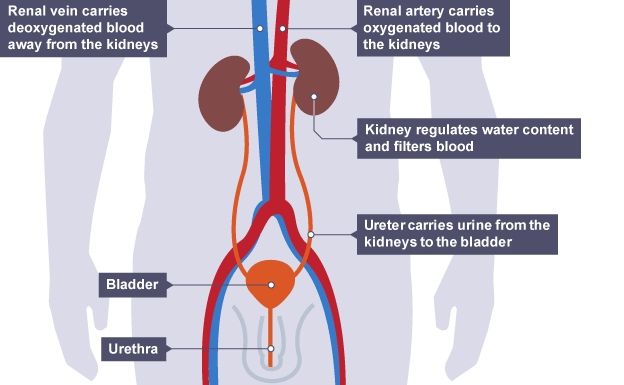 Renal vein carries
deoxygenated blood
away from the kidneys
Renal artery carries
oxygenated blood to
the kidneys
Kidney regulates water content
and filters blood
Ureter carries urine from the
kidneys to the bladder
Bladder
Urethra